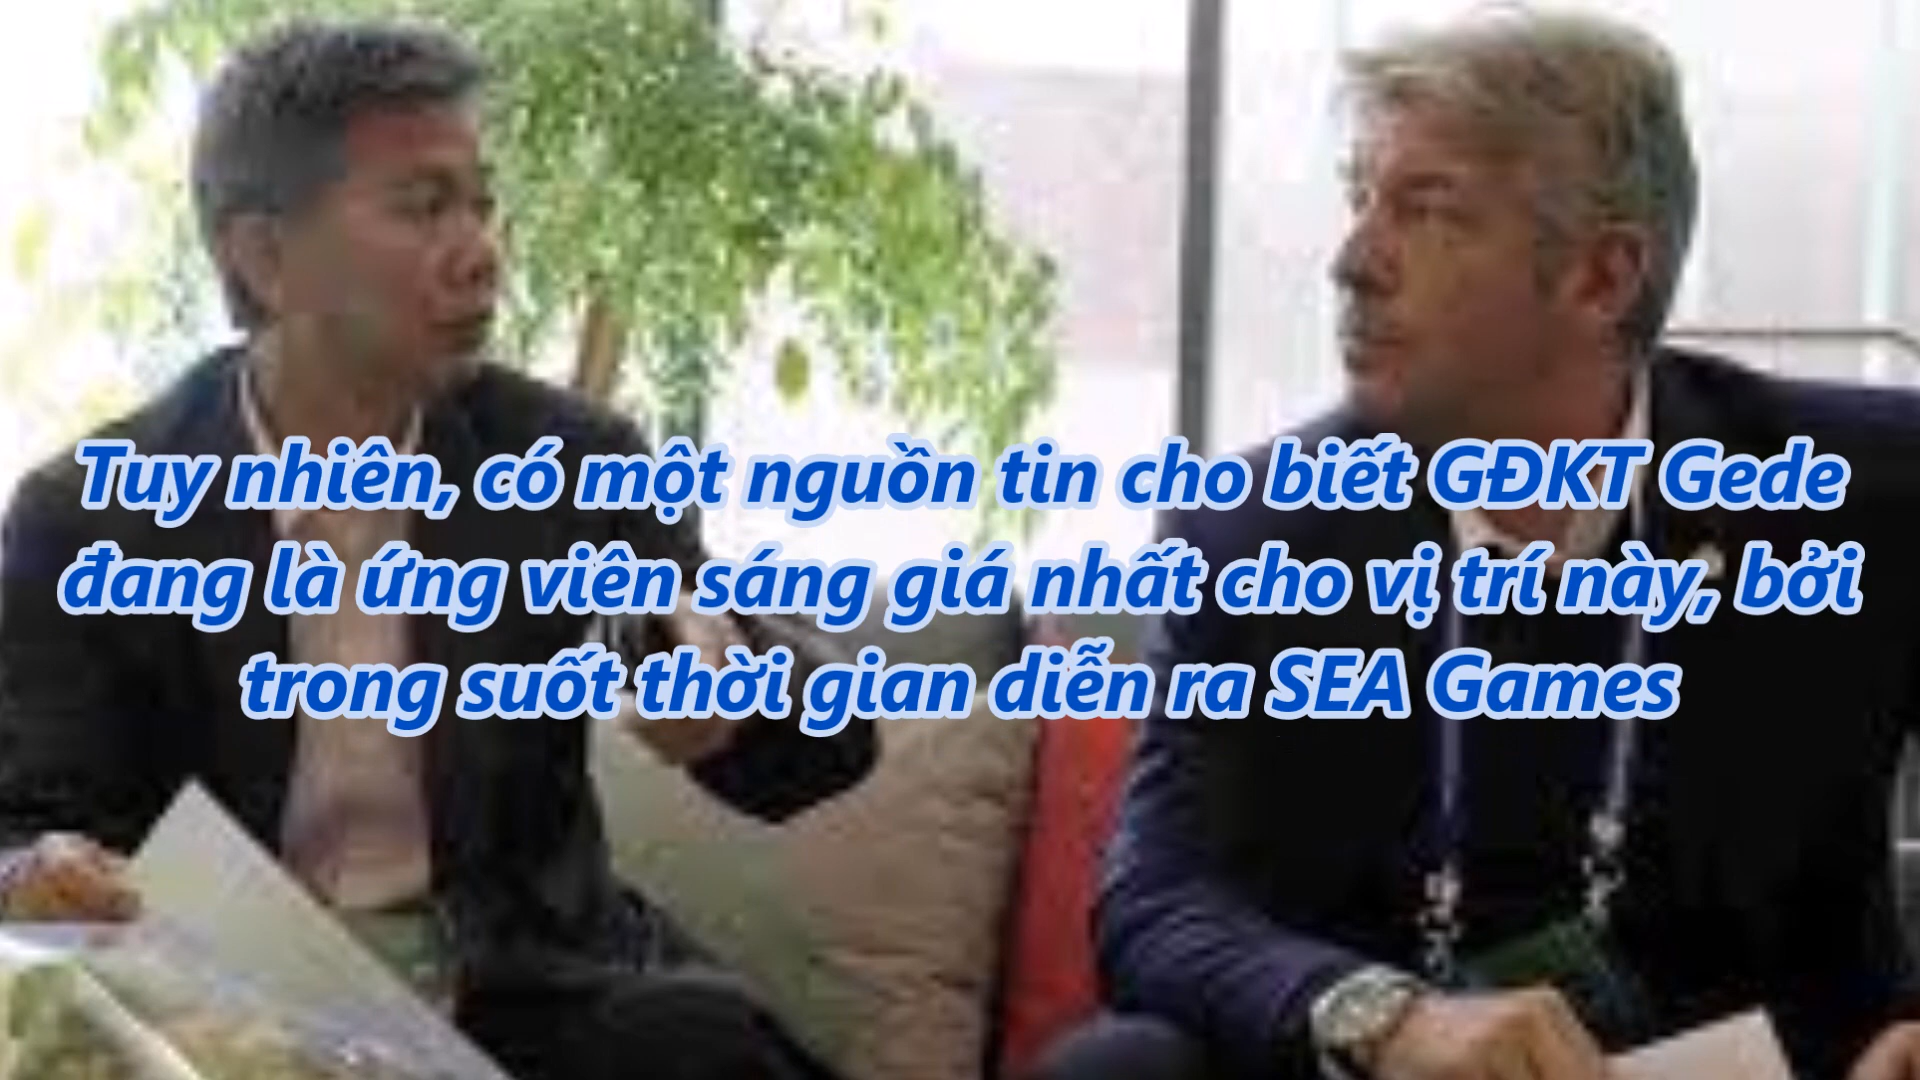 Tuy nhiên, có một nguồn tin cho biết GĐKT Gede
đang là ứng viên sáng giá nhất cho vị trí này, bởi
trong suốt thời gian diễn ra SEA Games